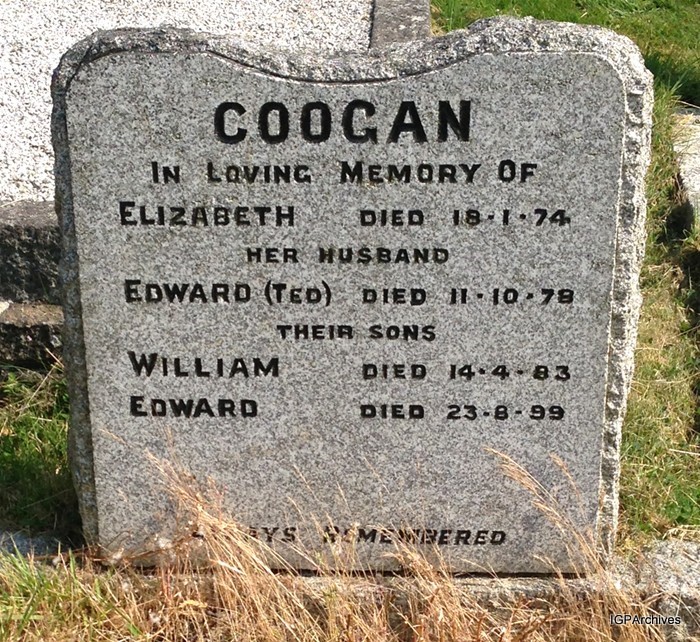 COOGAN
IN LOVING MEMORY OF
ELIZABETH DIED 18·1·74
HER HUSBAND
EDWARD (TED) DIED 11·10·79
THEIR SONS
WILLIAM DIED 14·4·83
EDWARD DIED 23·8·99
REMEMBERED
IGPArchives